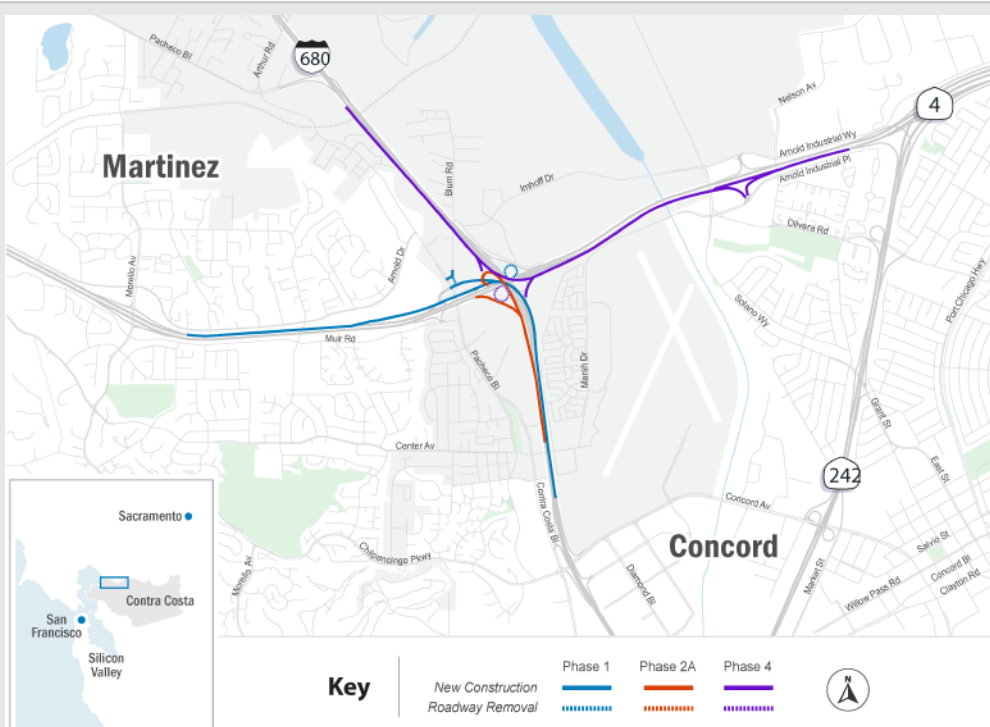 Pacheco Bl
Arthur Rd
680
Nelson Av
4
Martinez
Arnold Industrial Wy
Arnold Industrial Pl
Blum Rd
Imhoff Dr
Olivera Rd
Morello Av
Arnold Dr
Port Chicago Hwy
Solano Wy
Muir Rd
Pacheco Bl
Marsh Dr
Grant St
Center Av
East St
242
Contra Costa Bl
Concord Av
Sacramento
Concord
Salvio St
Chilpancingo Pkwy
Morello Av
Diamond Bl
Market St
Concord Bl
Clayton Rd
Willow Pass Rd
Contra Costa
San
Francisco
Silicon
Valley
Key
Phase 1
Phase 2A
Phase 4
New Construction
Roadway Removal
N